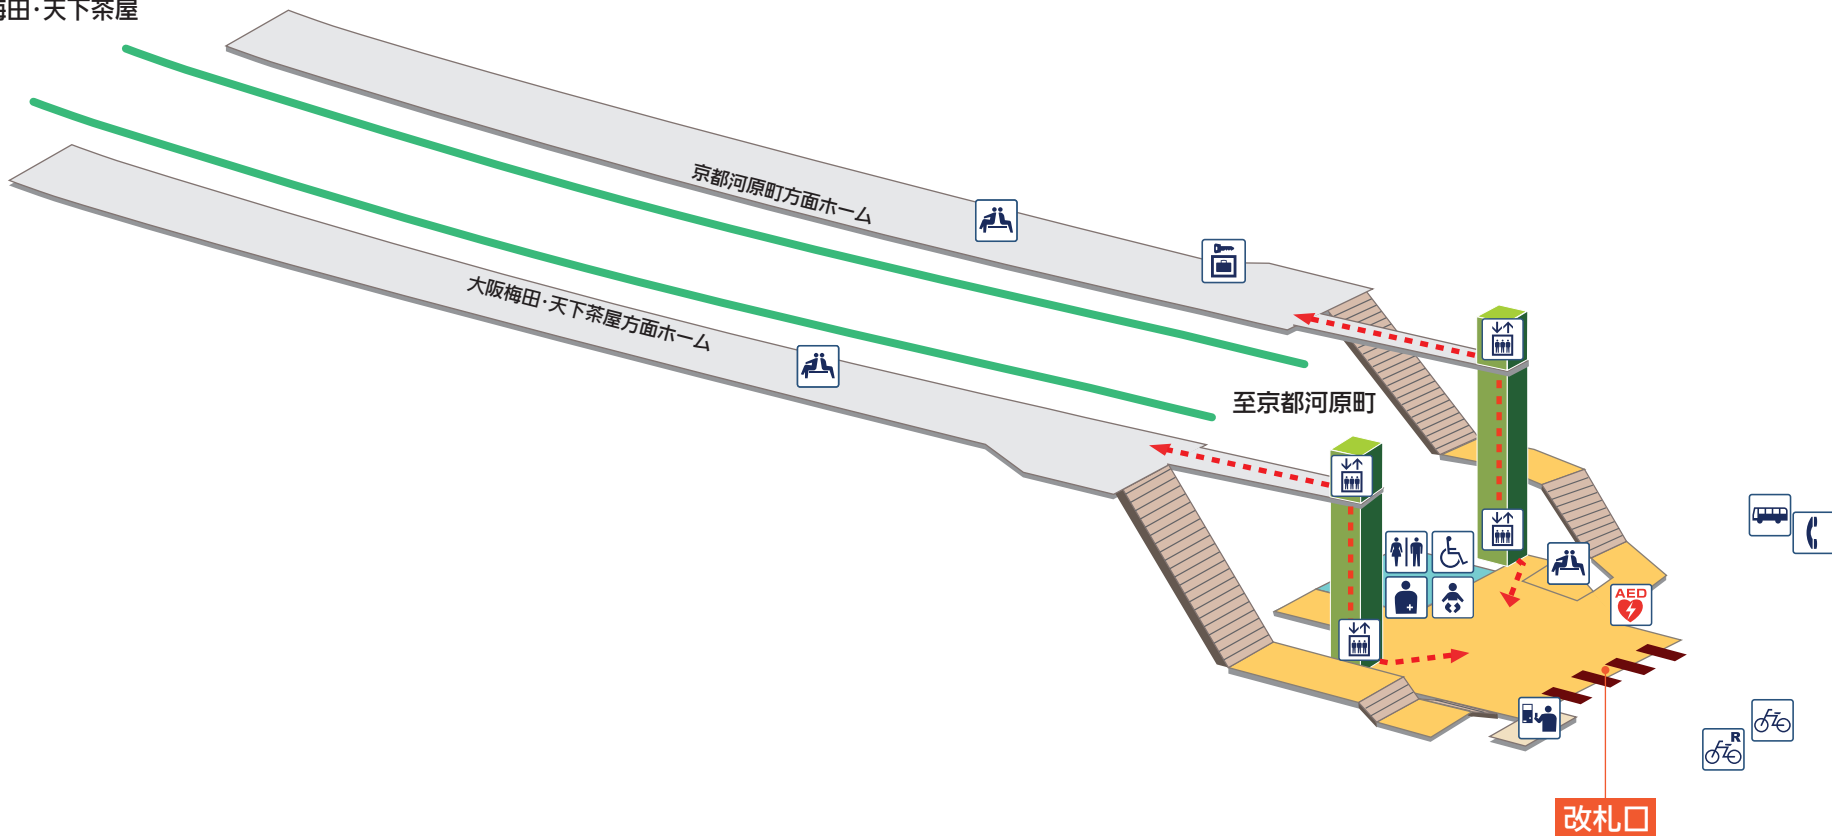 梅田・天下茶屋
京都河原町方面ホーム
大阪梅田・天下茶屋方面ホーム
至京都河原町
AED
R
改札口